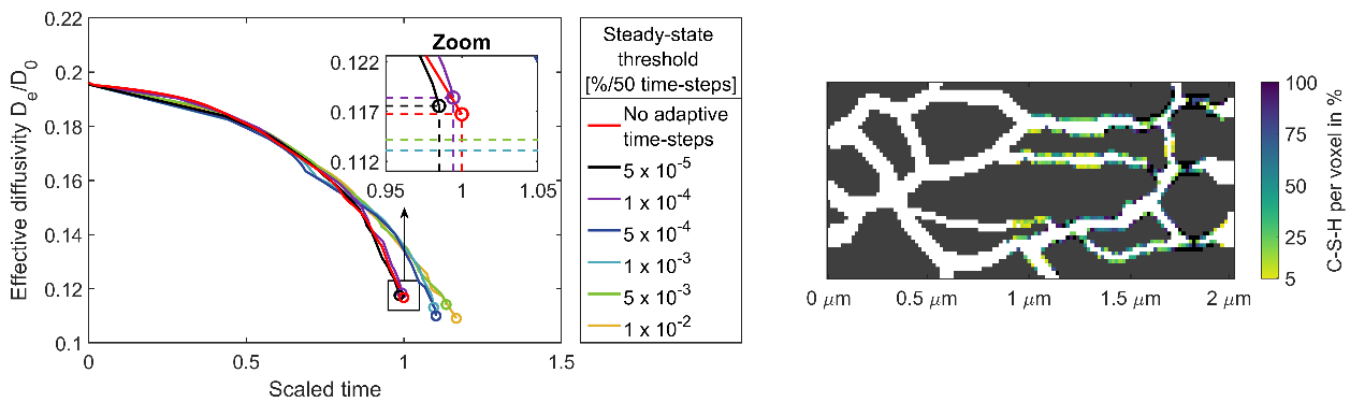 0.22
0.2
0.18
0.16
0.14
0.12
0.1
Effective diffusivity Dₑ/D₀
0
0.5
1
1.5
Scaled time
Zoom
0.122
0.117
0.112
0.95
1
1.05
Steady-state
threshold
[%/50 time-steps]
No adaptive
time-steps
5 x 10⁻⁵
1 x 10⁻⁴
5 x 10⁻⁴
1 x 10⁻³
5 x 10⁻³
1 x 10⁻²
0 μm
0.5 μm
1 μm
1.5 μm
2 μm
100
75
50
25
5
C-S-H per voxel in %